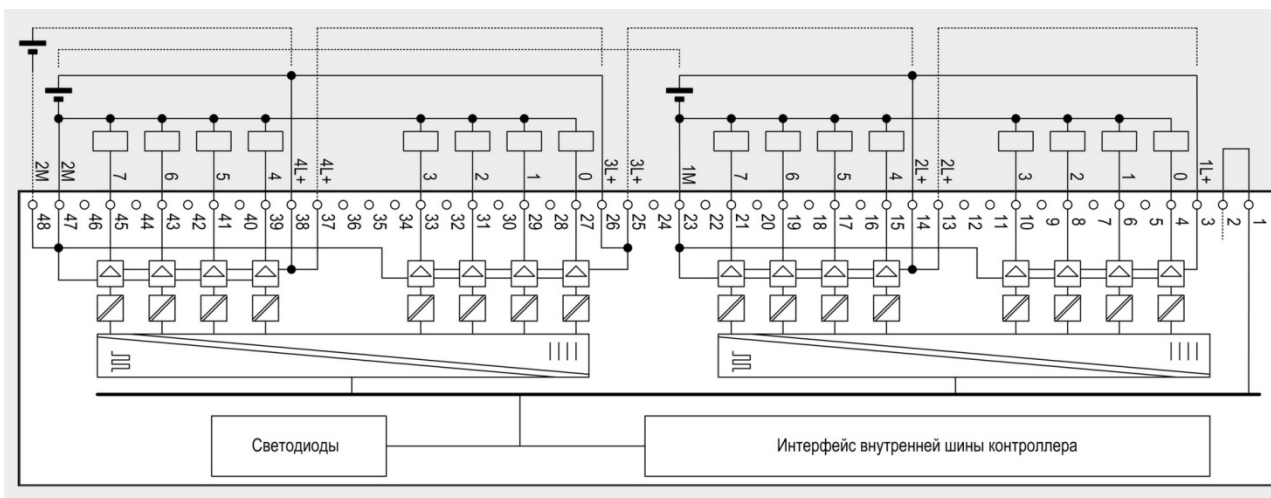 2M 2M 7 6 5 4 4L+ 4L+ 3 2 1 0 3L+ 3L+ 1M 7 6 5 4 2L+ 2L+ 3 2 1 0 1L+
48 47 46 45 44 43 42 41 40 39 38 37 36 35 34 33 32 31 30 29 28 27 26 25 24 23 22 21 20 19 18 17 16 15 14 13 12 11 10 9 8 7 6 5 4 3 2 1
Светодиоды
Интерфейс внутренней шины контроллера